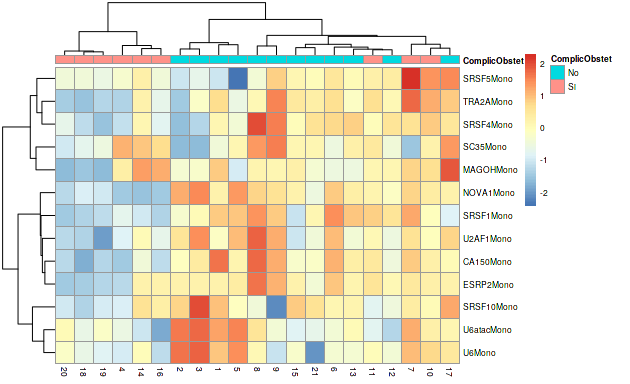 ComplicObstet
SRSF5Mono
TRA2AMono
SRSF4Mono
SC35Mono
MAGOHMono
NOVA1Mono
SRSF1Mono
U2AF1Mono
CA150Mono
ESRP2Mono
SRSF10Mono
U6atacMono
U6Mono
20 18 19 4 14 16 2 3 1 5 8 9 15 21 6 13 11 12 7 10 17
2
1
0
-1
-2
ComplicObstet
No
SI